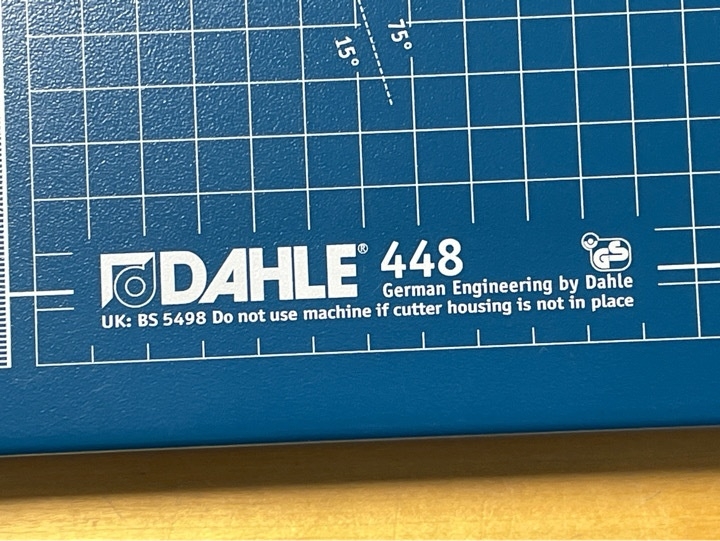 15° 75°
DAHLE® 448
GS
German Engineering by Dahle
UK: BS 5498 Do not use machine if cutter housing is not in place